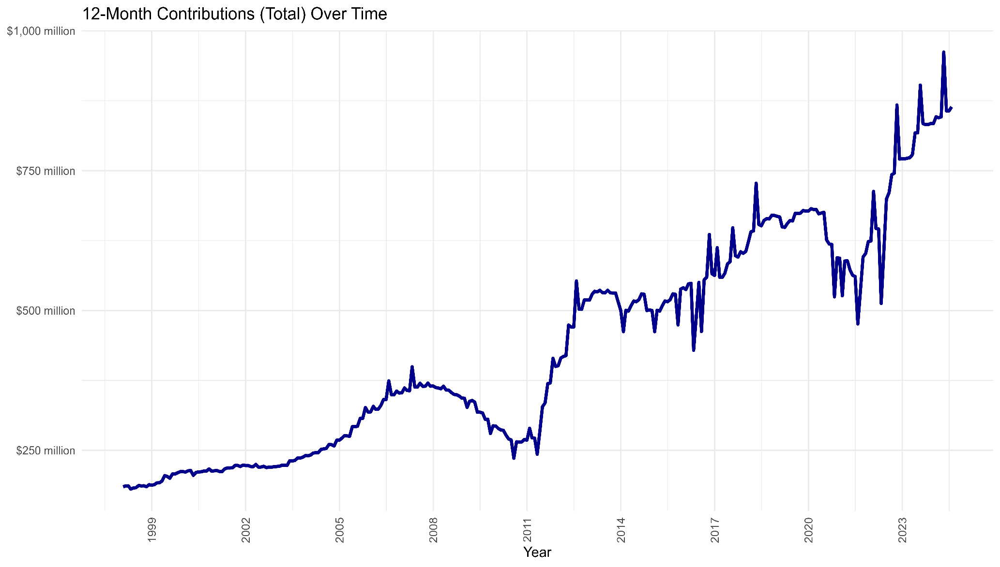 12-Month Contributions (Total) Over Time
$1,000 million
$750 million
$500 million
$250 million
1999
2002
2005
2008
2011
2014
2017
2020
2023
Year